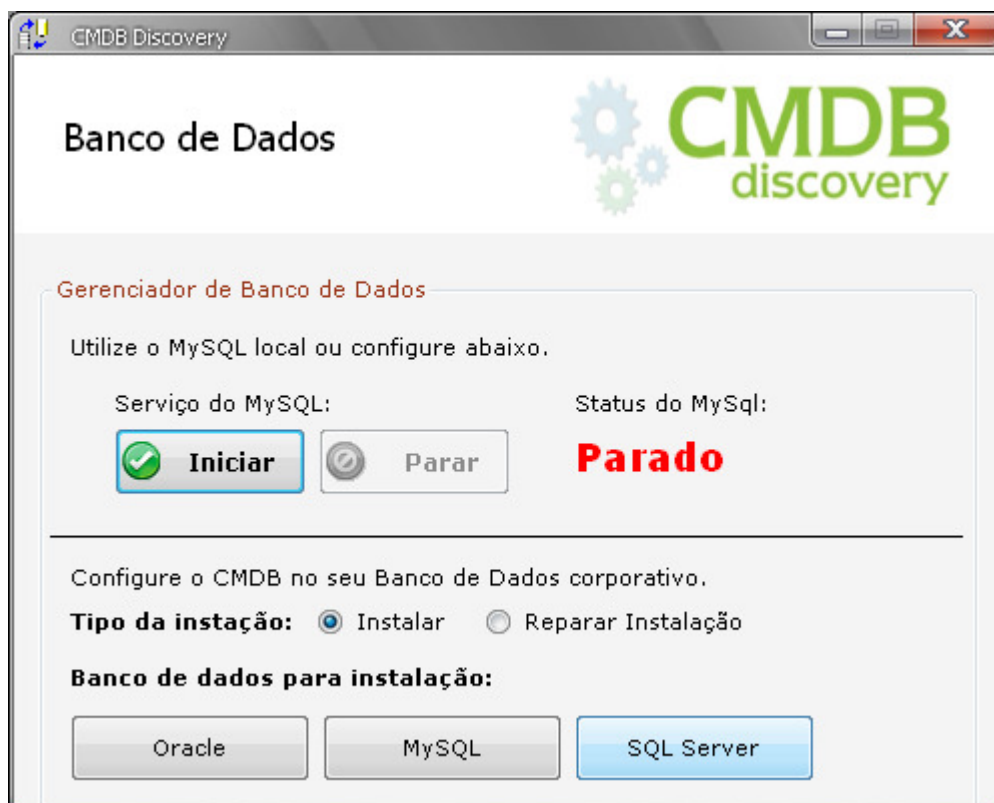 CMDB Discovery
Banco de Dados
CMDB
discovery
Gerenciador de Banco de Dados
Utilize o MySQL local ou configure abaixo.
Serviço do MySQL: Status do MySql:
Iniciar Parar Parado
Configure o CMDB no seu Banco de Dados corporativo.
Tipo da instação: Instalar Reparar Instalação
Banco de dados para instalação:
Oracle MySQL SQL Server